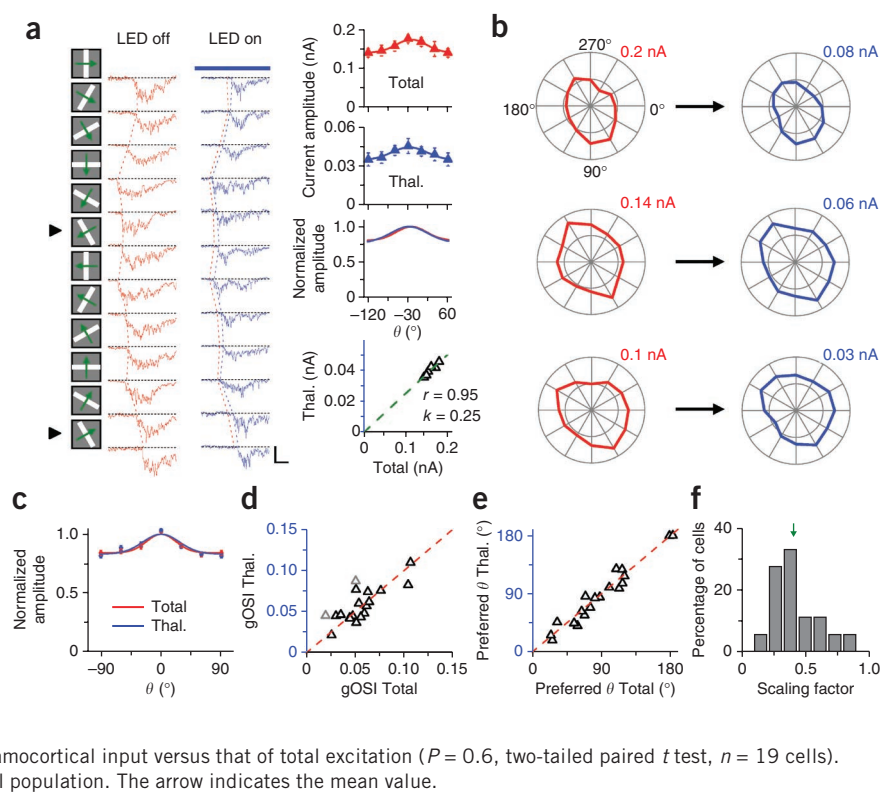 a
LED off
LED on
0.2
0.15
0.1
0
Total
Current amplitude (nA)
0.06
0.03
0
Thal.
Normalized
amplitude
1.0
0.5
0
−120
−30
60
θ (°)
Thal. (nA)
0.04
0.02
0
r = 0.95
k = 0.25
0
0.1
0.2
Total (nA)
b
270°
0.2 nA
180°
0°
90°
0.08 nA
0.14 nA
0.06 nA
0.1 nA
0.03 nA
c
Normalized
amplitude
1.0
0.5
0
Total
Thal.
−90
0
90
θ (°)
d
gOSI Thal.
0.15
0.10
0.05
0
0
0.05
0.10
0.15
gOSI Total
e
Preferred θ Thal. (°)
180
90
0
0
90
180
Preferred θ Total (°)
f
Percentage of cells
40
20
0
0
0.5
1.0
Scaling factor
amocortical input versus that of total excitation (P = 0.6, two-tailed paired t test, n = 19 cells).
l population. The arrow indicates the mean value.